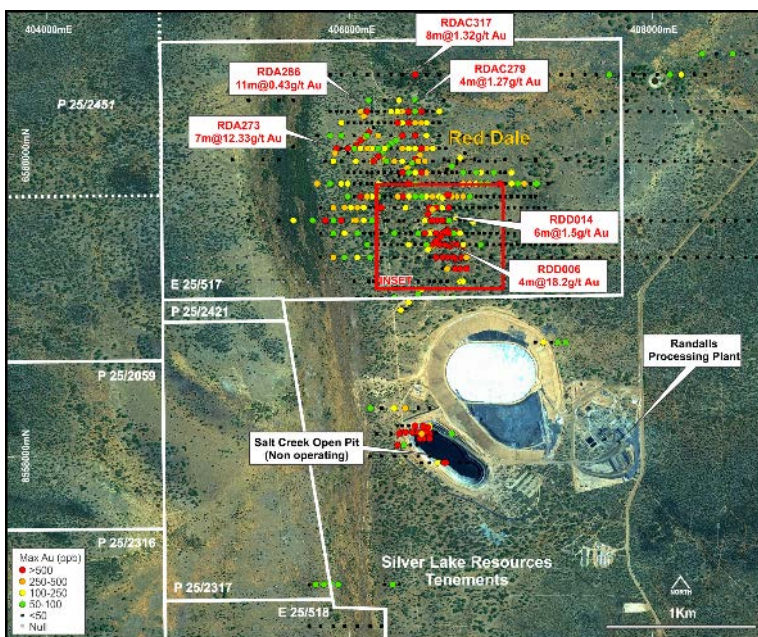 404000mE
406000mE
408000mE
RDAC317
8m@1.32g/t Au
RDA286
11m@0.43g/t Au
RDAC279
4m@1.27g/t Au
P 25/2451
RDA273
7m@12.33g/t Au
Red Dale
6560000mN
RDD014
6m@1.5g/t Au
RDD006
4m@18.2g/t Au
INSET
E 25/517
P 25/2421
Randalls
Processing Plant
P 25/2059
Salt Creek Open Pit
(Non operating)
6558000mN
P 25/2316
Silver Lake Resources
Tenements
P 25/2317
E 25/518
Max Au (ppb)
>500
250-500
100-250
50-100
<50
Null
NORTH
1Km